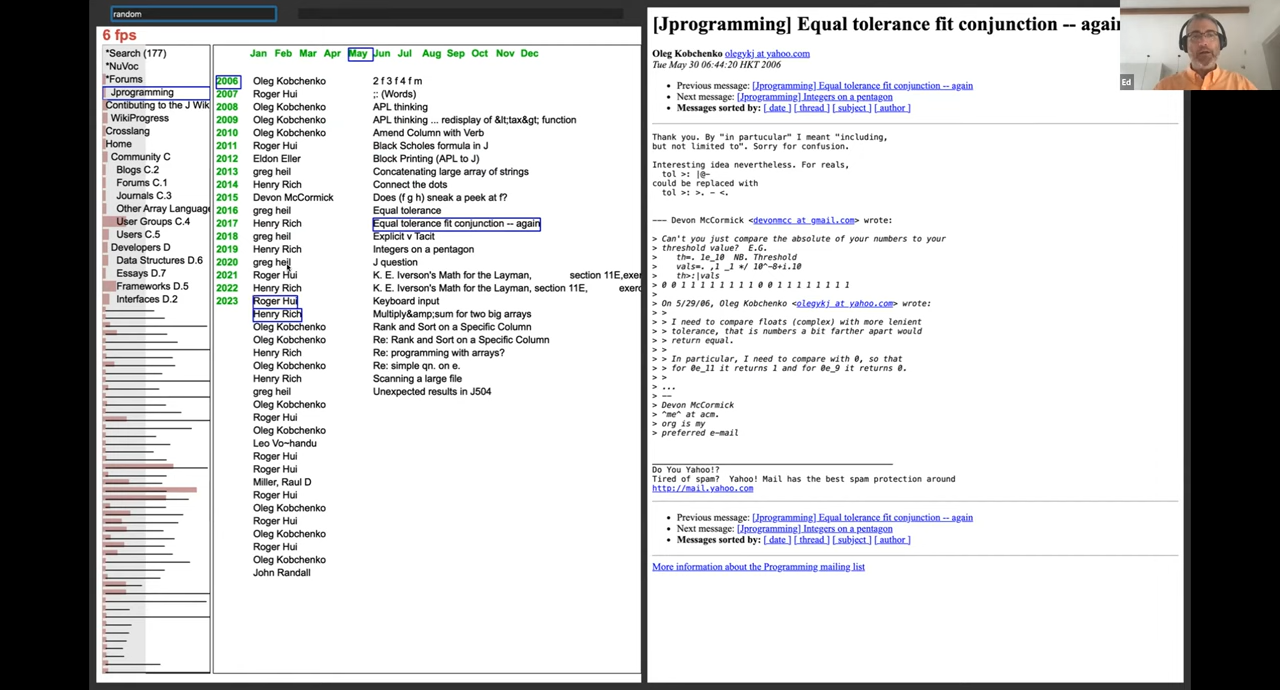 random
6 fps
*Search (177)
*NuVoc
*Forums
Jprogramming
Contibuting to the J Wik
WikiProgress
Crosslang
Home
Community C
Blogs C.2
Forums C.1
Journals C.3
Other Array Language
User Groups C.4
Users C.5
Developers D
Data Structures D.6
Essays D.7
Frameworks D.5
Interfaces D.2
Jan Feb Mar Apr May Jun Jul Aug Sep Oct Nov Dec
2006 Oleg Kobchenko 2 f 3 f 4 f m
2007 Roger Hui ;: (Words)
2008 Oleg Kobchenko APL thinking
2009 Oleg Kobchenko APL thinking ... redisplay of &lt;tax&gt; function
2010 Oleg Kobchenko Amend Column with Verb
2011 Roger Hui Black Scholes formula in J
2012 Eldon Eller Block Printing (APL to J)
2013 greg heil Concatenating large array of strings
2014 Henry Rich Connect the dots
2015 Devon McCormick Does (f g h) sneak a peek at f?
2016 greg heil Equal tolerance
2017 Henry Rich Equal tolerance fit conjunction -- again
2018 greg heil Explicit v Tacit
2019 Henry Rich Integers on a pentagon
2020 greg heil J question
2021 Roger Hui K. E. Iverson's Math for the Layman, section 11E,exer
2022 Henry Rich K. E. Iverson's Math for the Layman, section 11E, exerc
2023 Roger Hui Keyboard input
Henry Rich Multiply&amp;sum for two big arrays
Oleg Kobchenko Rank and Sort on a Specific Column
Oleg Kobchenko Re: Rank and Sort on a Specific Column
Henry Rich Re: programming with arrays?
Oleg Kobchenko Re: simple qn. on e.
Henry Rich Scanning a large file
greg heil Unexpected results in J504
Oleg Kobchenko
Roger Hui
Oleg Kobchenko
Leo Vo~handu
Roger Hui
Roger Hui
Miller, Raul D
Roger Hui
Oleg Kobchenko
Roger Hui
Oleg Kobchenko
Roger Hui
Oleg Kobchenko
John Randall
[Jprogramming] Equal tolerance fit conjunction -- again
Oleg Kobchenko olegykj at yahoo.com
Tue May 30 06:44:20 HKT 2006
Previous message: [Jprogramming] Equal tolerance fit conjunction -- again
Next message: [Jprogramming] Integers on a pentagon
Messages sorted by: [ date ] [ thread ] [ subject ] [ author ]
Thank you. By "in partucular" I meant "including,
but not limited to". Sorry for confusion.
Interesting idea nevertheless. For reals,
tol >: |@-
could be replaced with
tol >: >. - <.
--- Devon McCormick <devonmcc at gmail.com> wrote:
> Can't you just compare the absolute of your numbers to your
> threshold value? E.G.
> th=. 1e_10 NB. Threshold
> vals=. ,1 _1 */ 10^-8+i.10
> th>:|vals
> 0 0 1 1 1 1 1 1 1 1 0 0 1 1 1 1 1 1 1 1
>
> On 5/29/06, Oleg Kobchenko <olegykj at yahoo.com> wrote:
> >
> > I need to compare floats (complex) with more lenient
> > tolerance, that is numbers a bit farther apart would
> > return equal.
> >
> > In particular, I need to compare with 0, so that
> > for 0e_11 it returns 1 and for 0e_9 it returns 0.
> >
> ...
> --
> Devon McCormick
> ^me^ at acm.
> org is my
> preferred e-mail
Do You Yahoo!?
Tired of spam? Yahoo! Mail has the best spam protection around
http://mail.yahoo.com
Previous message: [Jprogramming] Equal tolerance fit conjunction -- again
Next message: [Jprogramming] Integers on a pentagon
Messages sorted by: [ date ] [ thread ] [ subject ] [ author ]
More information about the Programming mailing list
Ed